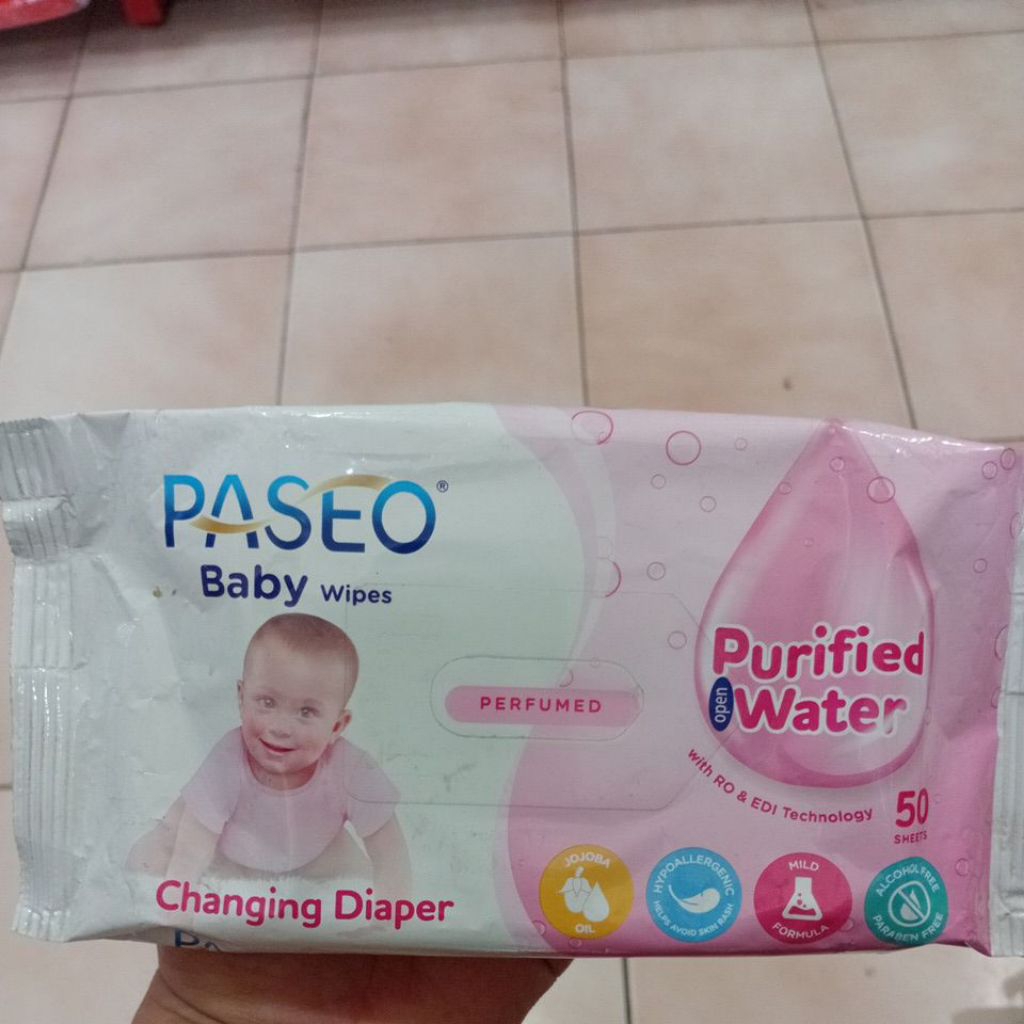 PASEO®
Baby Wipes
PERFUMED
Purified
open
Water
with RO & EDI Technology
50
SHEETS
Changing Diaper
JOJOBA
OIL
HYPOALLERGENIC
HELPS AVOID SKIN RASH
MILD
FORMULA
ALCOHOL FREE
PARABEN FREE